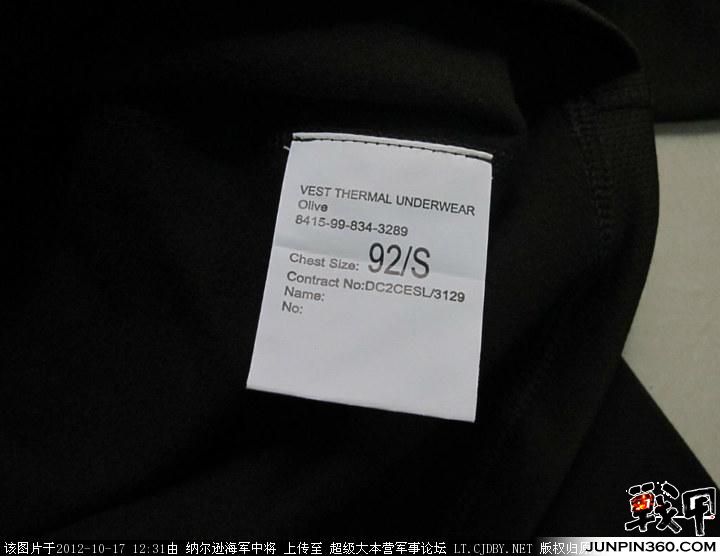 VEST THERMAL UNDERWEAR
Olive
8415-99-834-3289
Chest Size: 92/S
Contract No:DC2CESL/3129
Name:
No:
战甲
该图片于2012-10-17 12:31由 纳尔逊海军中将 上传至 超级大本营军事论坛 LT.CJDBY.NET 版权归原
JUNPIN360.COM